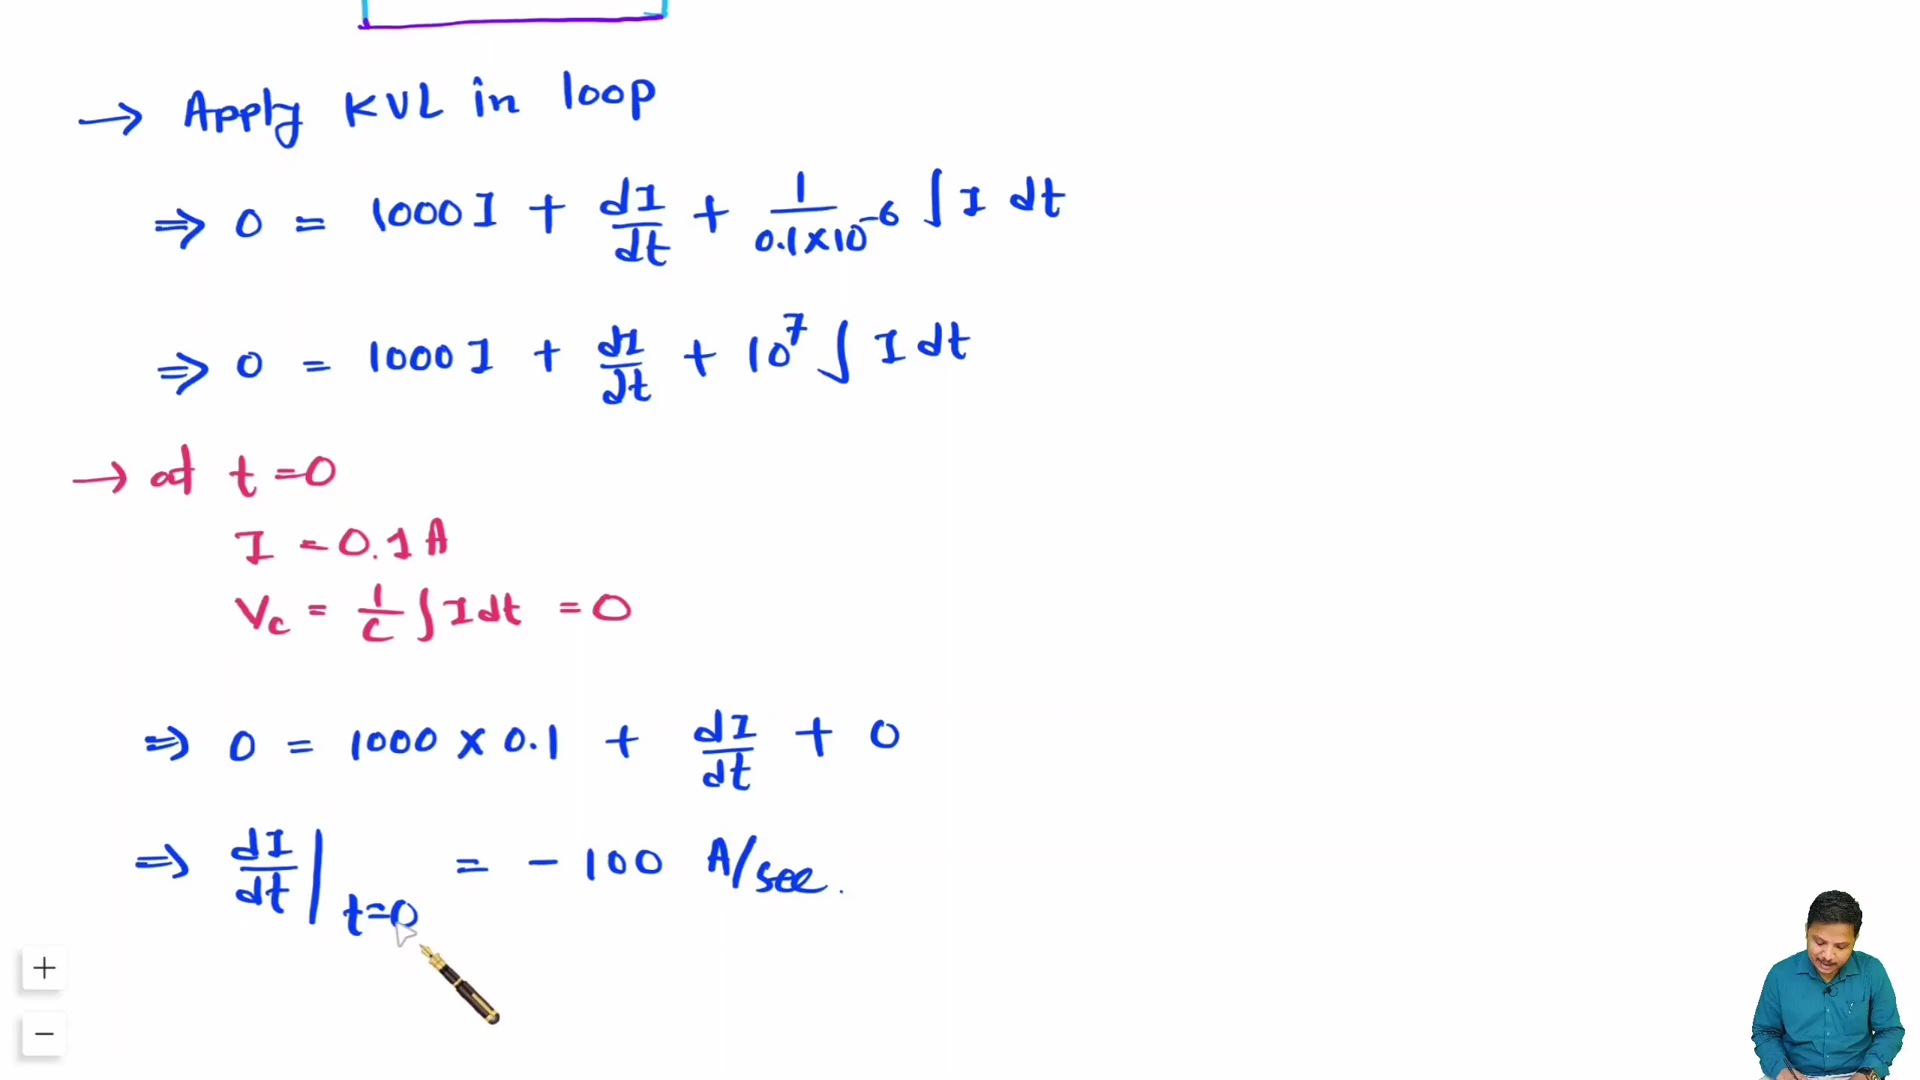 → Apply KVL in loop
⇒ 0 = 1000 I + dI/dt + 1/(0.1×10⁻⁶) ∫ I dt
⇒ 0 = 1000 I + dI/dt + 10⁷ ∫ I dt
→ at t = 0
I = 0.1 A
Vc = 1/C ∫ I dt = 0
⇒ 0 = 1000 × 0.1 + dI/dt + 0
⇒ dI/dt | t=0 = - 100 A/sec.
+
−